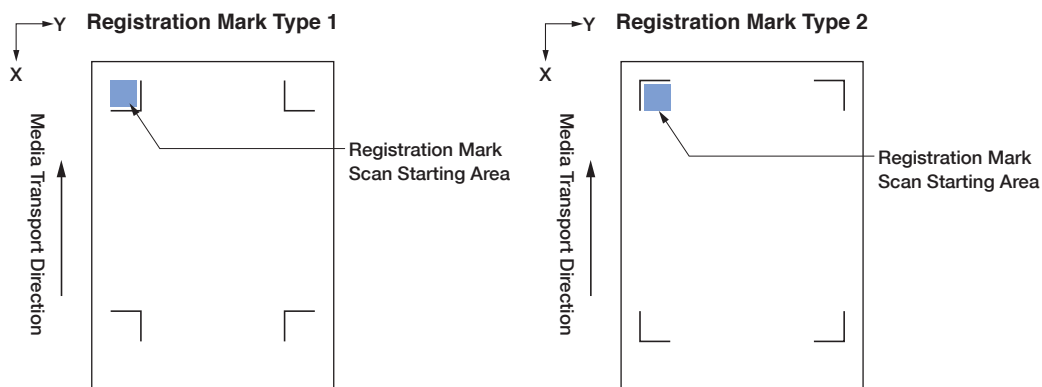 Y
Registration Mark Type 1
X
Media Transport Direction
Registration Mark
Scan Starting Area
Y
Registration Mark Type 2
X
Media Transport Direction
Registration Mark
Scan Starting Area